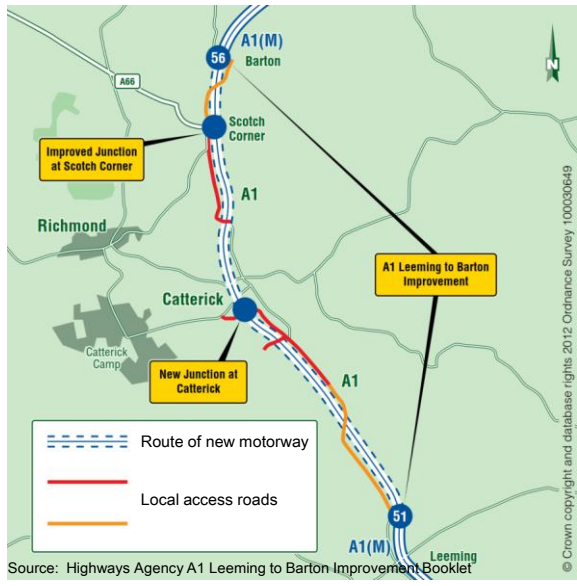 A1(M)
56
Barton
A66
N
Scotch
Corner
Improved Junction
at Scotch Corner
A1
Richmond
A1 Leeming to Barton
Improvement
Catterick
Catterick
Camp
New Junction at
Catterick
A1
Route of new motorway
Local access roads
51
A1(M)
Leeming
Source: Highways Agency A1 Leeming to Barton Improvement Booklet
© Crown copyright and database rights 2012 Ordnance Survey 100030649